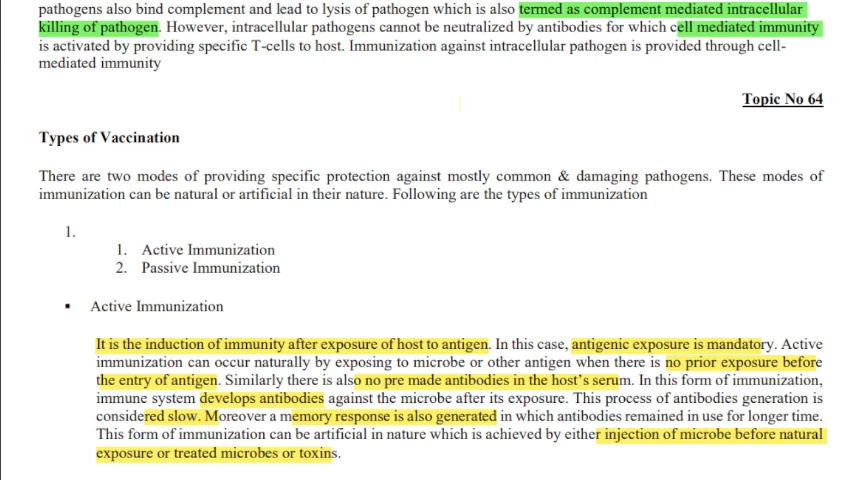 pathogens also bind complement and lead to lysis of pathogen which is also termed as complement mediated intracellular
killing of pathogen. However, intracellular pathogens cannot be neutralized by antibodies for which cell mediated immunity
is activated by providing specific T-cells to host. Immunization against intracellular pathogen is provided through cell-
mediated immunity
Topic No 64
Types of Vaccination
There are two modes of providing specific protection against mostly common & damaging pathogens. These modes of
immunization can be natural or artificial in their nature. Following are the types of immunization
1.
1. Active Immunization
2. Passive Immunization
▪ Active Immunization
It is the induction of immunity after exposure of host to antigen. In this case, antigenic exposure is mandatory. Active
immunization can occur naturally by exposing to microbe or other antigen when there is no prior exposure before
the entry of antigen. Similarly there is also no pre made antibodies in the host's serum. In this form of immunization,
immune system develops antibodies against the microbe after its exposure. This process of antibodies generation is
considered slow. Moreover a memory response is also generated in which antibodies remained in use for longer time.
This form of immunization can be artificial in nature which is achieved by either injection of microbe before natural
exposure or treated microbes or toxins.